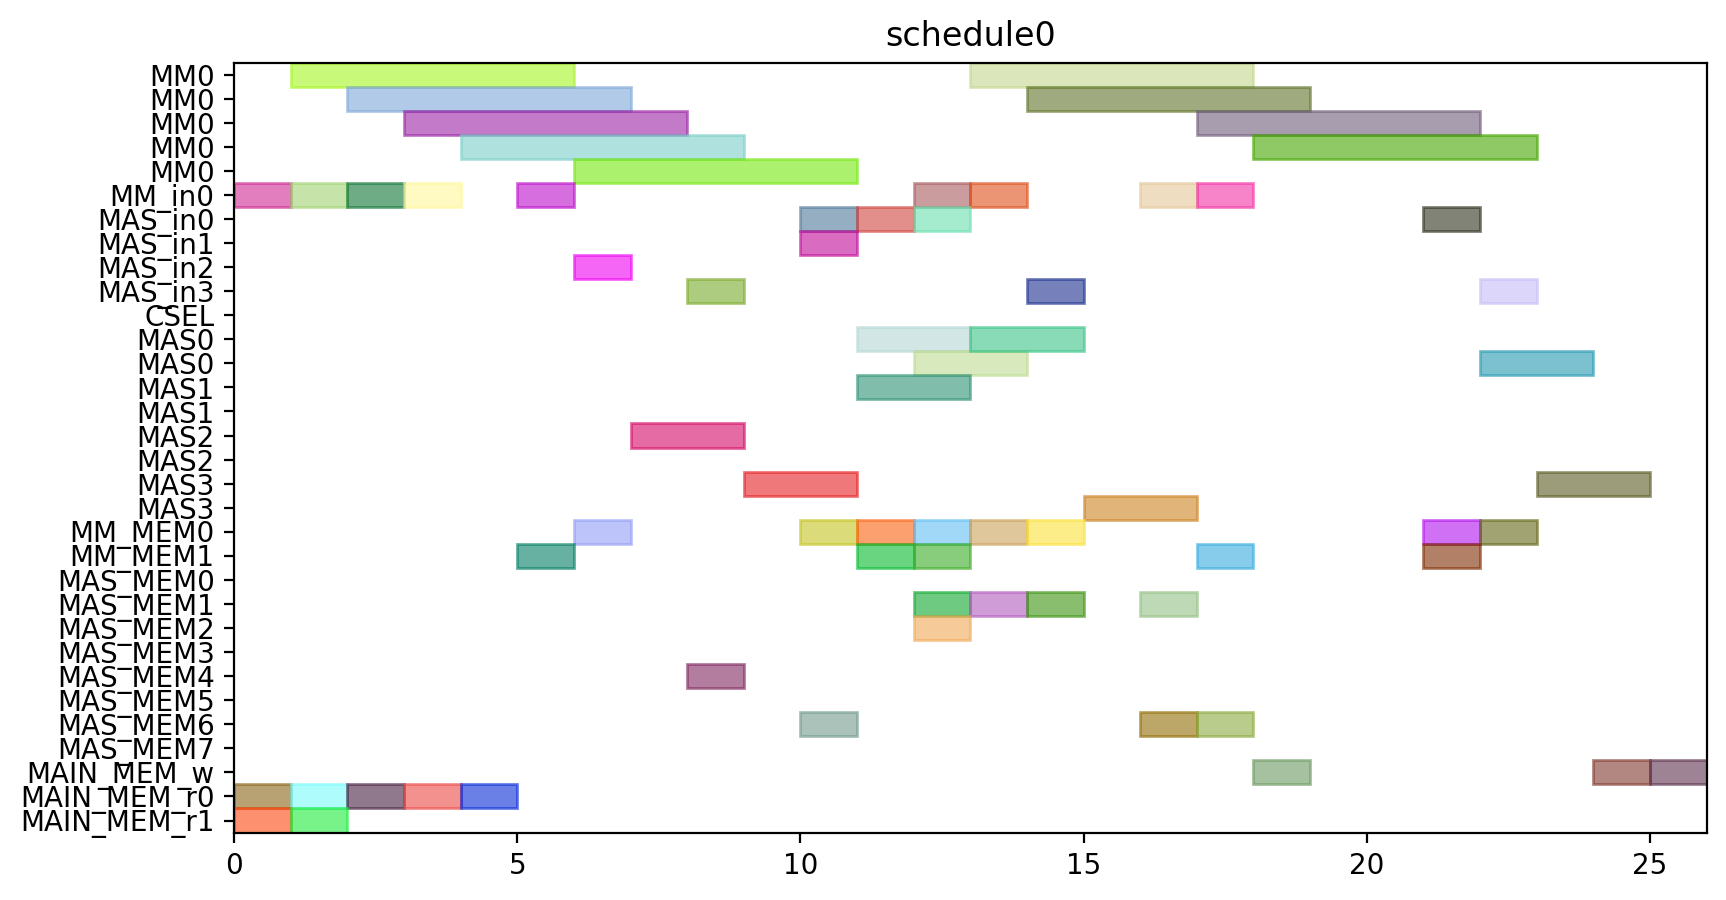 schedule0
MM0
MM0
MM0
MM0
MM0
MM_in0
MAS_in0
MAS_in1
MAS_in2
MAS_in3
CSEL
MAS0
MAS0
MAS1
MAS1
MAS2
MAS2
MAS3
MAS3
MM_MEM0
MM_MEM1
MAS_MEM0
MAS_MEM1
MAS_MEM2
MAS_MEM3
MAS_MEM4
MAS_MEM5
MAS_MEM6
MAS_MEM7
MAIN_MEM_w
MAIN_MEM_r0
MAIN_MEM_r1
0 5 10 15 20 25